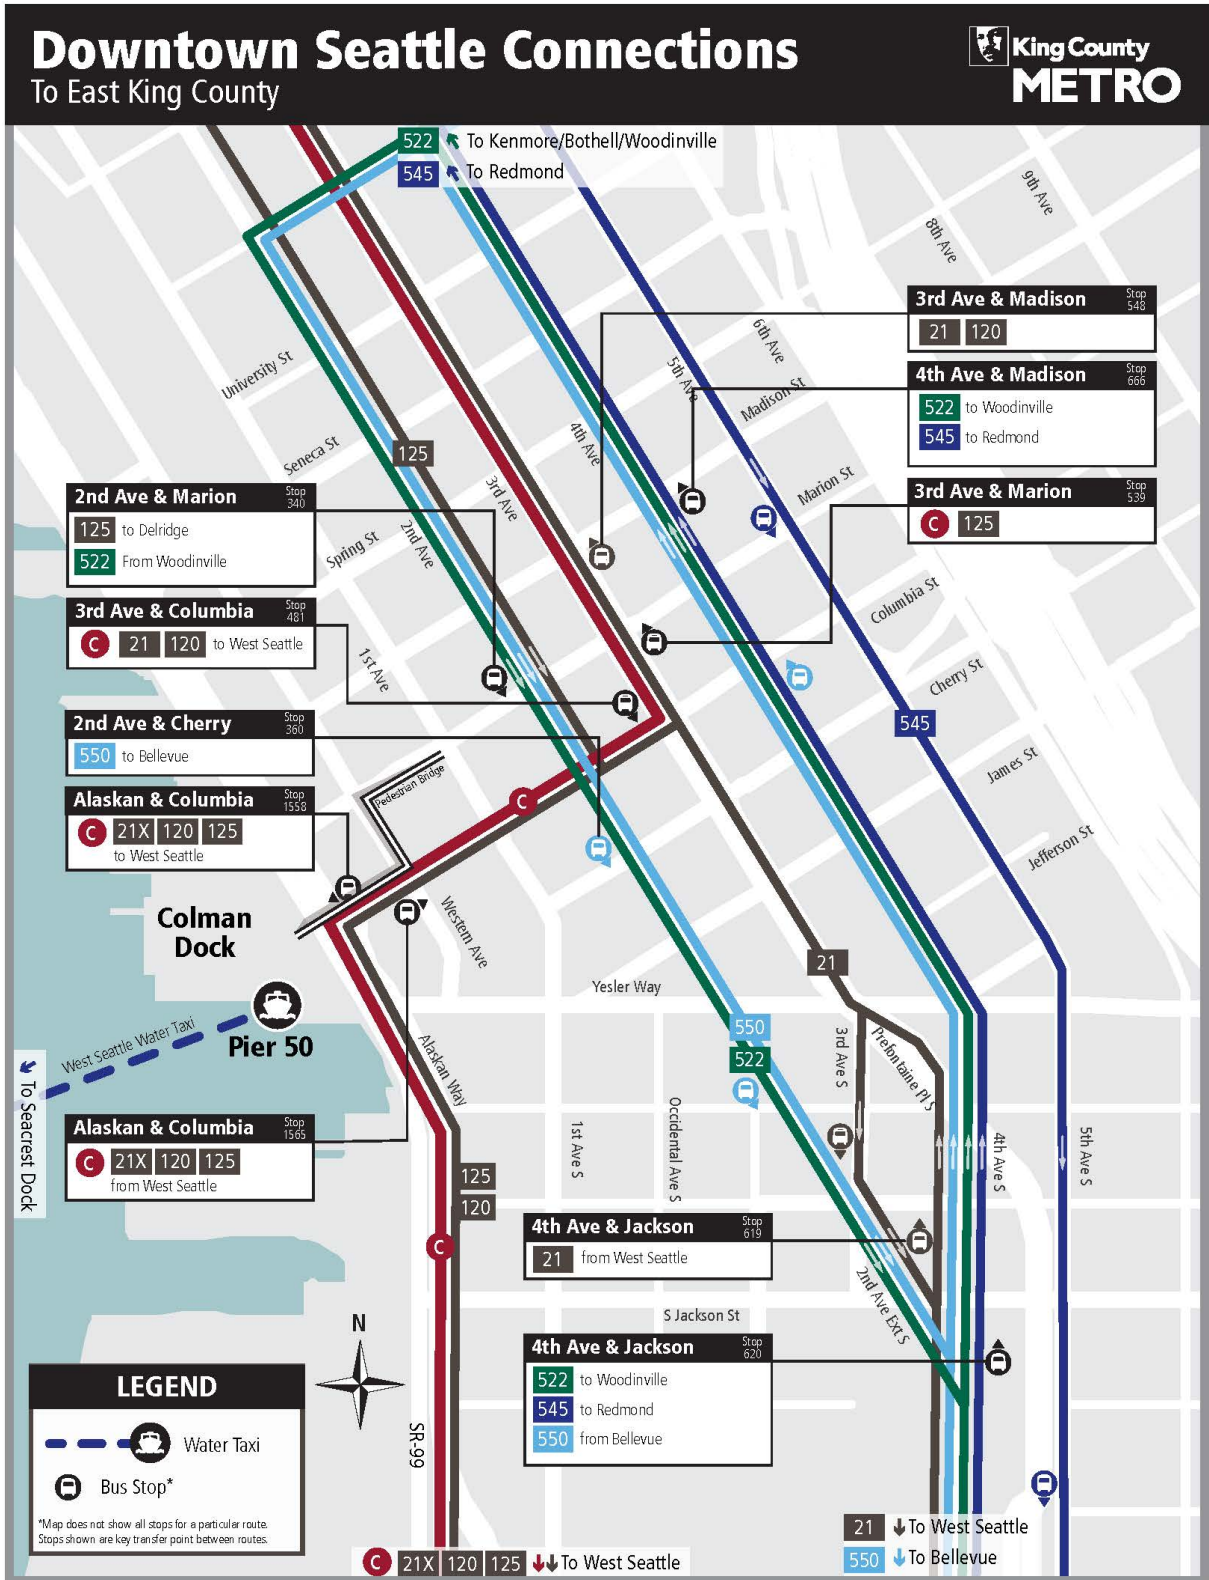 Downtown Seattle Connections
To East King County
King County
METRO
522 To Kenmore/Bothell/Woodinville
545 To Redmond
9th Ave
8th Ave
6th Ave
5th Ave
4th Ave
3rd Ave
2nd Ave
1st Ave
University St
Seneca St
Spring St
Madison St
Marion St
Columbia St
Cherry St
James St
Jefferson St
125
3rd Ave & Madison Stop 548
21 120
4th Ave & Madison Stop 666
522 to Woodinville
545 to Redmond
3rd Ave & Marion Stop 539
C 125
2nd Ave & Marion Stop 340
125 to Delridge
522 From Woodinville
3rd Ave & Columbia Stop 481
C 21 120 to West Seattle
2nd Ave & Cherry Stop 360
550 to Bellevue
Alaskan & Columbia Stop 1558
C 21X 120 125
to West Seattle
Pedestrian Bridge
C
545
Colman
Dock
Western Ave
Yesler Way
21
West Seattle Water Taxi
Pier 50
To Seacrest Dock
Alaskan Way
550
522
3rd Ave S
Prefontaine Pl S
Occidental Ave S
1st Ave S
4th Ave S
5th Ave S
Alaskan & Columbia Stop 1565
C 21X 120 125
from West Seattle
125
120
C
4th Ave & Jackson Stop 619
21 from West Seattle
2nd Ave Ext S
S Jackson St
4th Ave & Jackson Stop 620
522 to Woodinville
545 to Redmond
550 from Bellevue
N
SR-99
LEGEND
Water Taxi
Bus Stop*
*Map does not show all stops for a particular route.
Stops shown are key transfer point between routes.
C 21X 120 125 To West Seattle
21 To West Seattle
550 To Bellevue